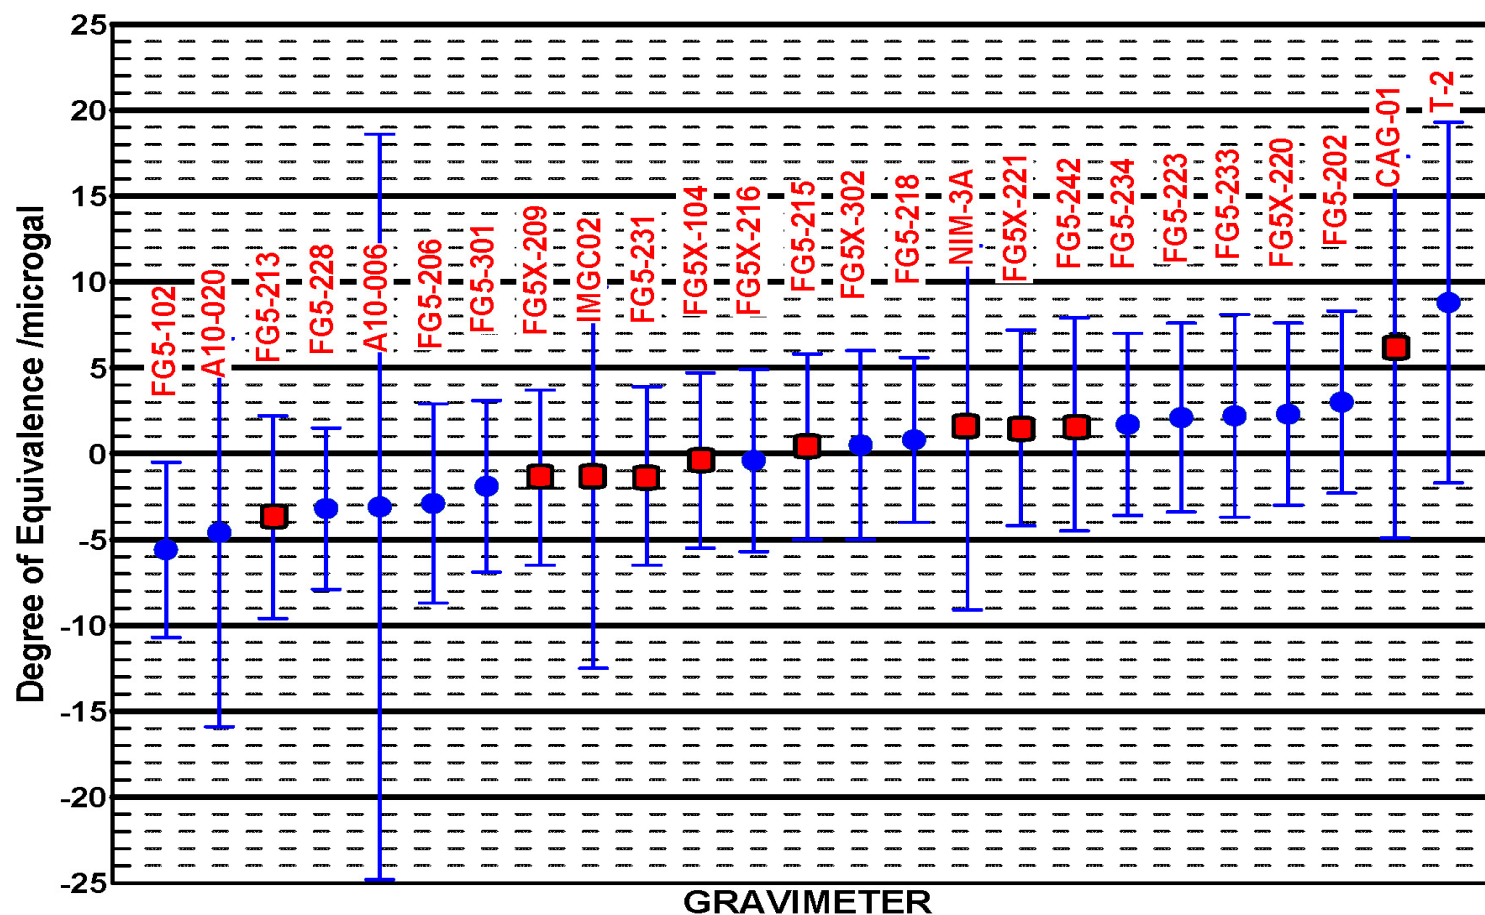 25
20
15
10
5
0
-5
-10
-15
-20
-25
Degree of Equivalence /microgal
FG5-102
A10-020
FG5-213
FG5-228
A10-006
FG5-206
FG5-301
FG5X-209
IMGC02
FG5-231
FG5X-104
FG5X-216
FG5-215
FG5X-302
FG5-218
NIM-3A
FG5X-221
FG5-242
FG5-234
FG5-223
FG5-233
FG5X-220
FG5-202
CAG-01
T-2
GRAVIMETER